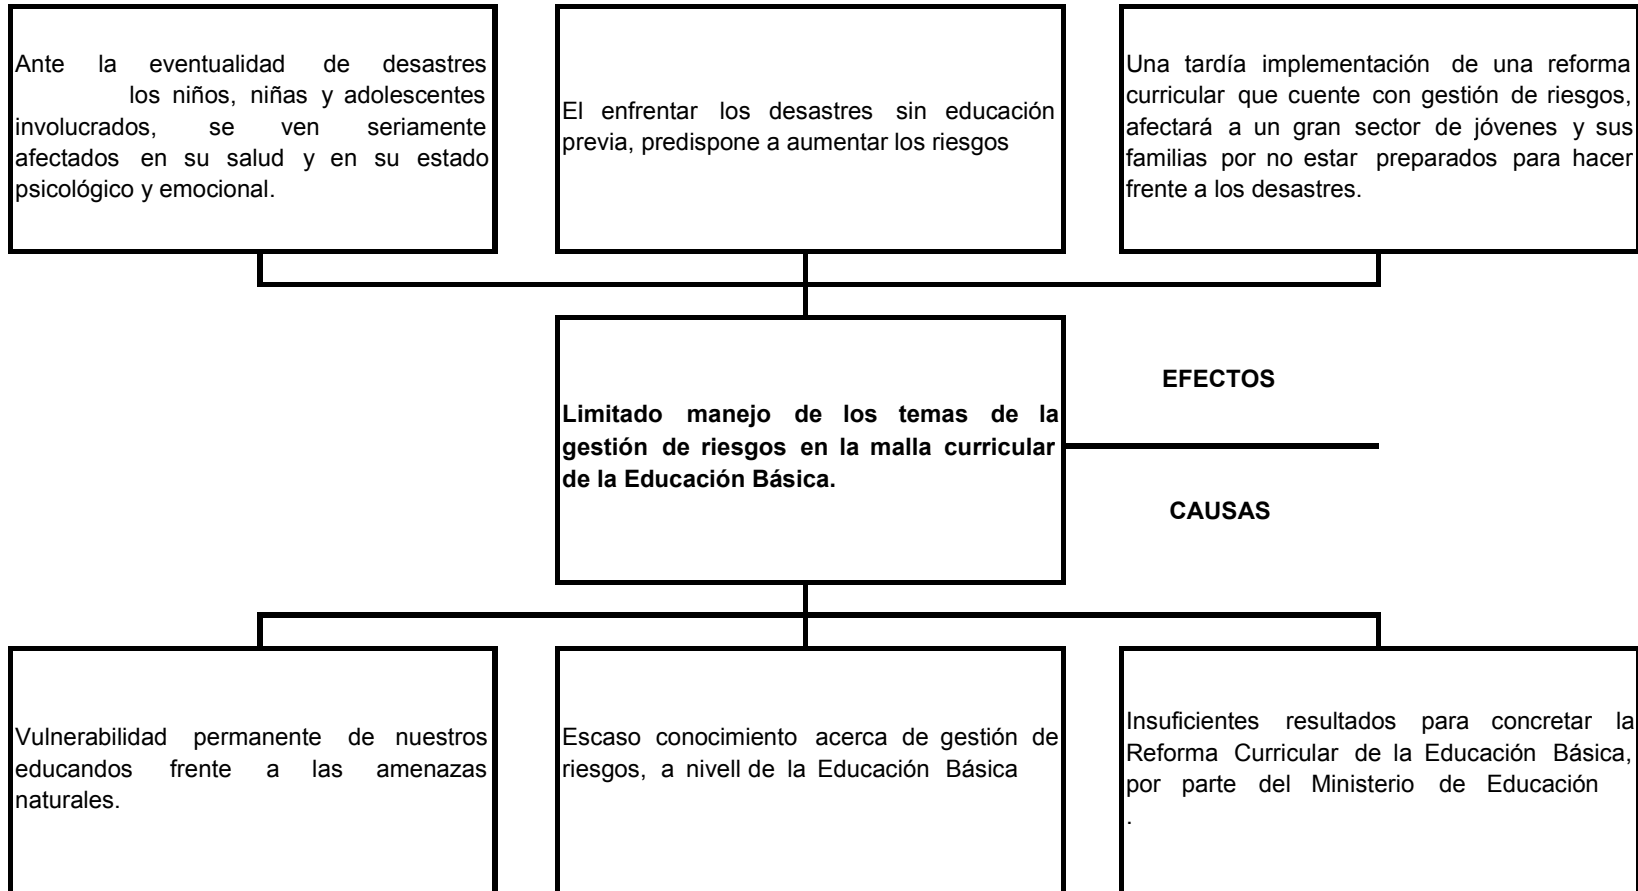 Ante la eventualidad de desastres
los niños, niñas y adolescentes
involucrados, se ven seriamente
afectados en su salud y en su estado
psicológico y emocional.
El enfrentar los desastres sin educación
previa, predispone a aumentar los riesgos
Una tardía implementación de una reforma
curricular que cuente con gestión de riesgos,
afectará a un gran sector de jóvenes y sus
familias por no estar preparados para hacer
frente a los desastres.
Limitado manejo de los temas de la
gestión de riesgos en la malla curricular
de la Educación Básica.
EFECTOS
CAUSAS
Vulnerabilidad permanente de nuestros
educandos frente a las amenazas
naturales.
Escaso conocimiento acerca de gestión de
riesgos, a nivell de la Educación Básica
Insuficientes resultados para concretar la
Reforma Curricular de la Educación Básica,
por parte del Ministerio de Educación
.